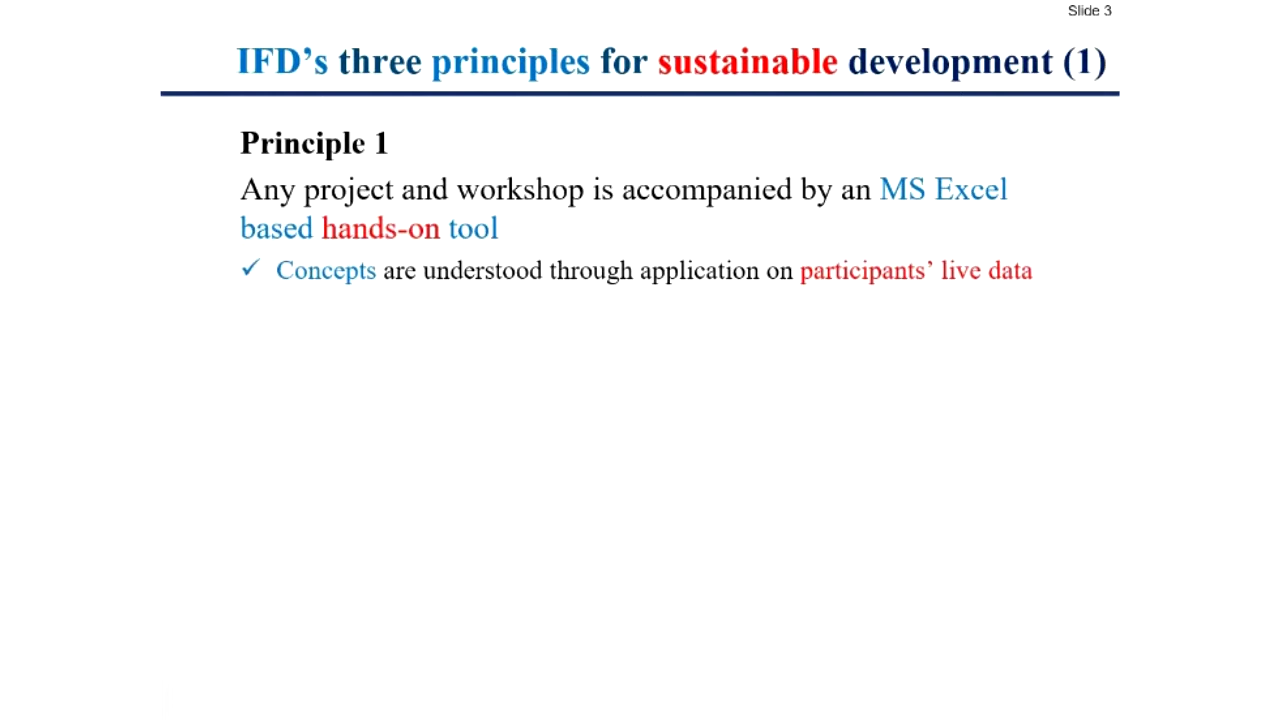 Slide 3
IFD’s three principles for sustainable development (1)
Principle 1
Any project and workshop is accompanied by an MS Excel
based hands-on tool
✓ Concepts are understood through application on participants’ live data